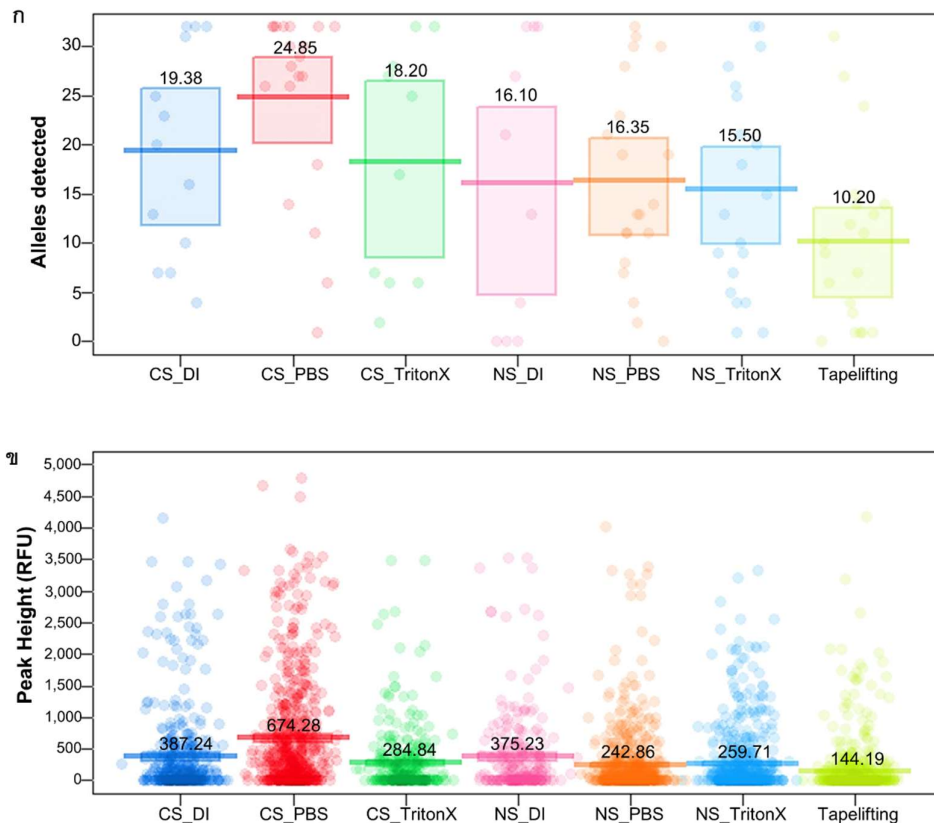 ก
Alleles detected
30
25
20
15
10
5
0
19.38
24.85
18.20
16.10
16.35
15.50
10.20
CS_DI
CS_PBS
CS_TritonX
NS_DI
NS_PBS
NS_TritonX
Tapelifting
ข
Peak Height (RFU)
5,000
4,500
4,000
3,500
3,000
2,500
2,000
1,500
1,000
500
0
387.24
674.28
284.84
375.23
242.86
259.71
144.19
CS_DI
CS_PBS
CS_TritonX
NS_DI
NS_PBS
NS_TritonX
Tapelifting